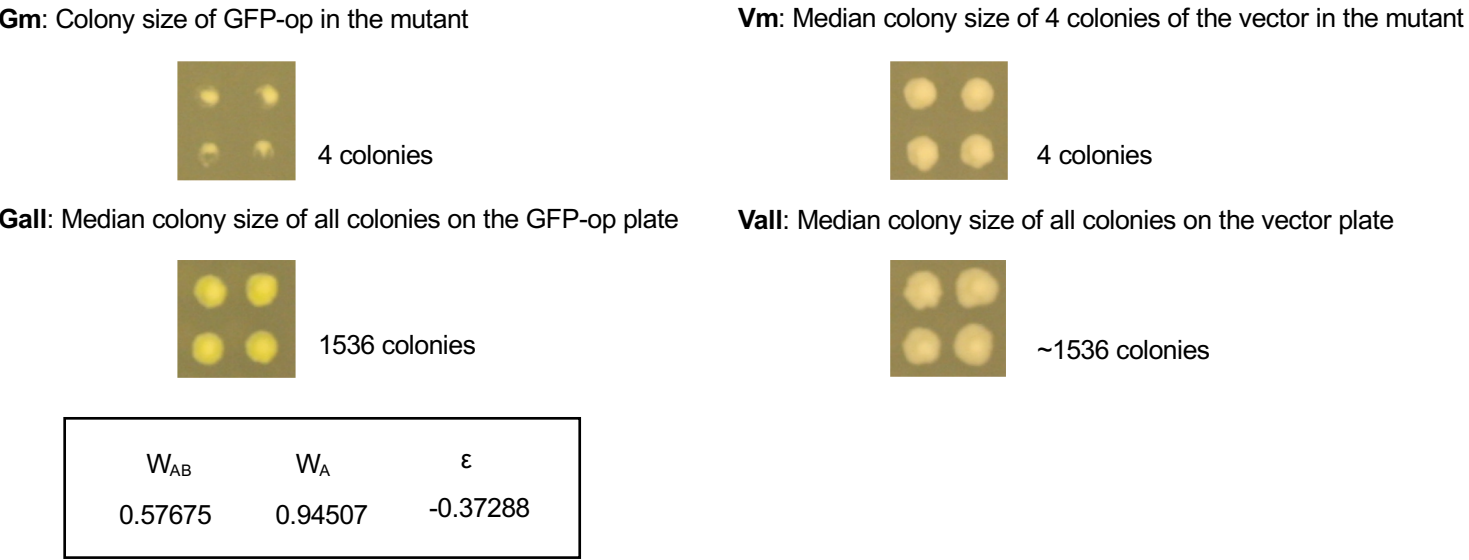 Gm: Colony size of GFP-op in the mutant
Vm: Median colony size of 4 colonies of the vector in the mutant
4 colonies
4 colonies
Gall: Median colony size of all colonies on the GFP-op plate
Vall: Median colony size of all colonies on the vector plate
1536 colonies
~1536 colonies
WAB WA ε
0.57675 0.94507 -0.37288